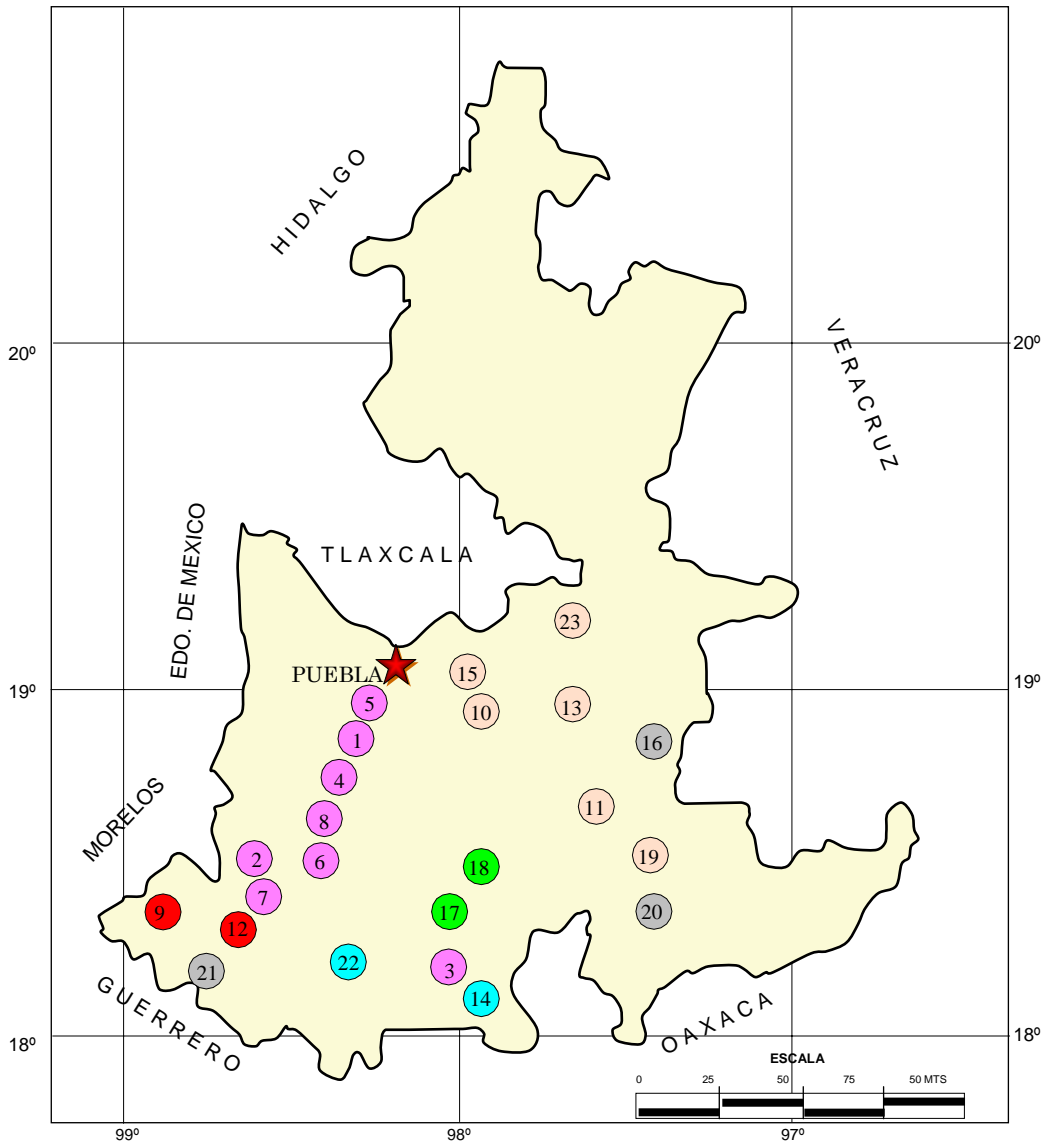 HIDALGO
VERACRUZ
20º
20º
EDO. DE MEXICO
TLAXCALA
23
PUEBLA
15
19º
19º
5
10
13
1
16
4
MORELOS
11
8
2
6
18
19
7
9
12
17
20
21
22
3
14
GUERRERO
OAXACA
18º
18º
ESCALA
0 25 50 75 50 MTS
99º 98º 97º